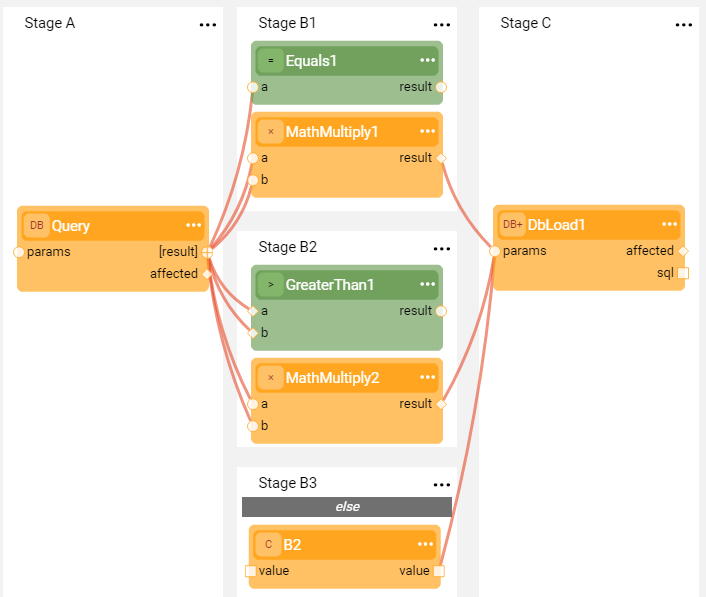 Stage A ...
DB Query ...
params [result]
affected
Stage B1 ...
= Equals1 ...
a result
× MathMultiply1 ...
a result
b
Stage B2 ...
> GreaterThan1 ...
a result
b
× MathMultiply2 ...
a result
b
Stage B3 ...
else
C B2 ...
value value
Stage C ...
DB+ DbLoad1 ...
params affected
sql